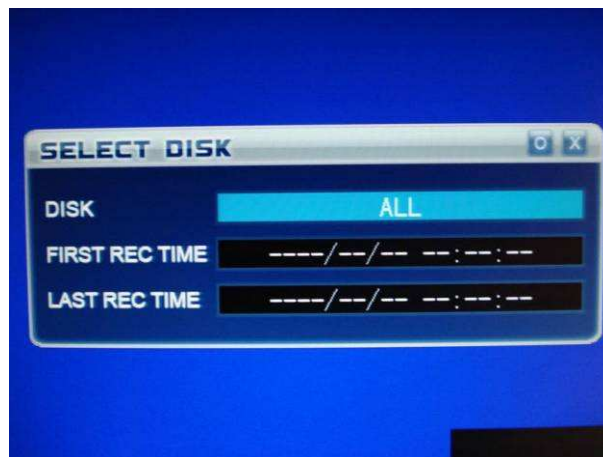 SELECT DISK O X
DISK ALL
FIRST REC TIME ----/--/-- --:--:--
LAST REC TIME ----/--/-- --:--:--